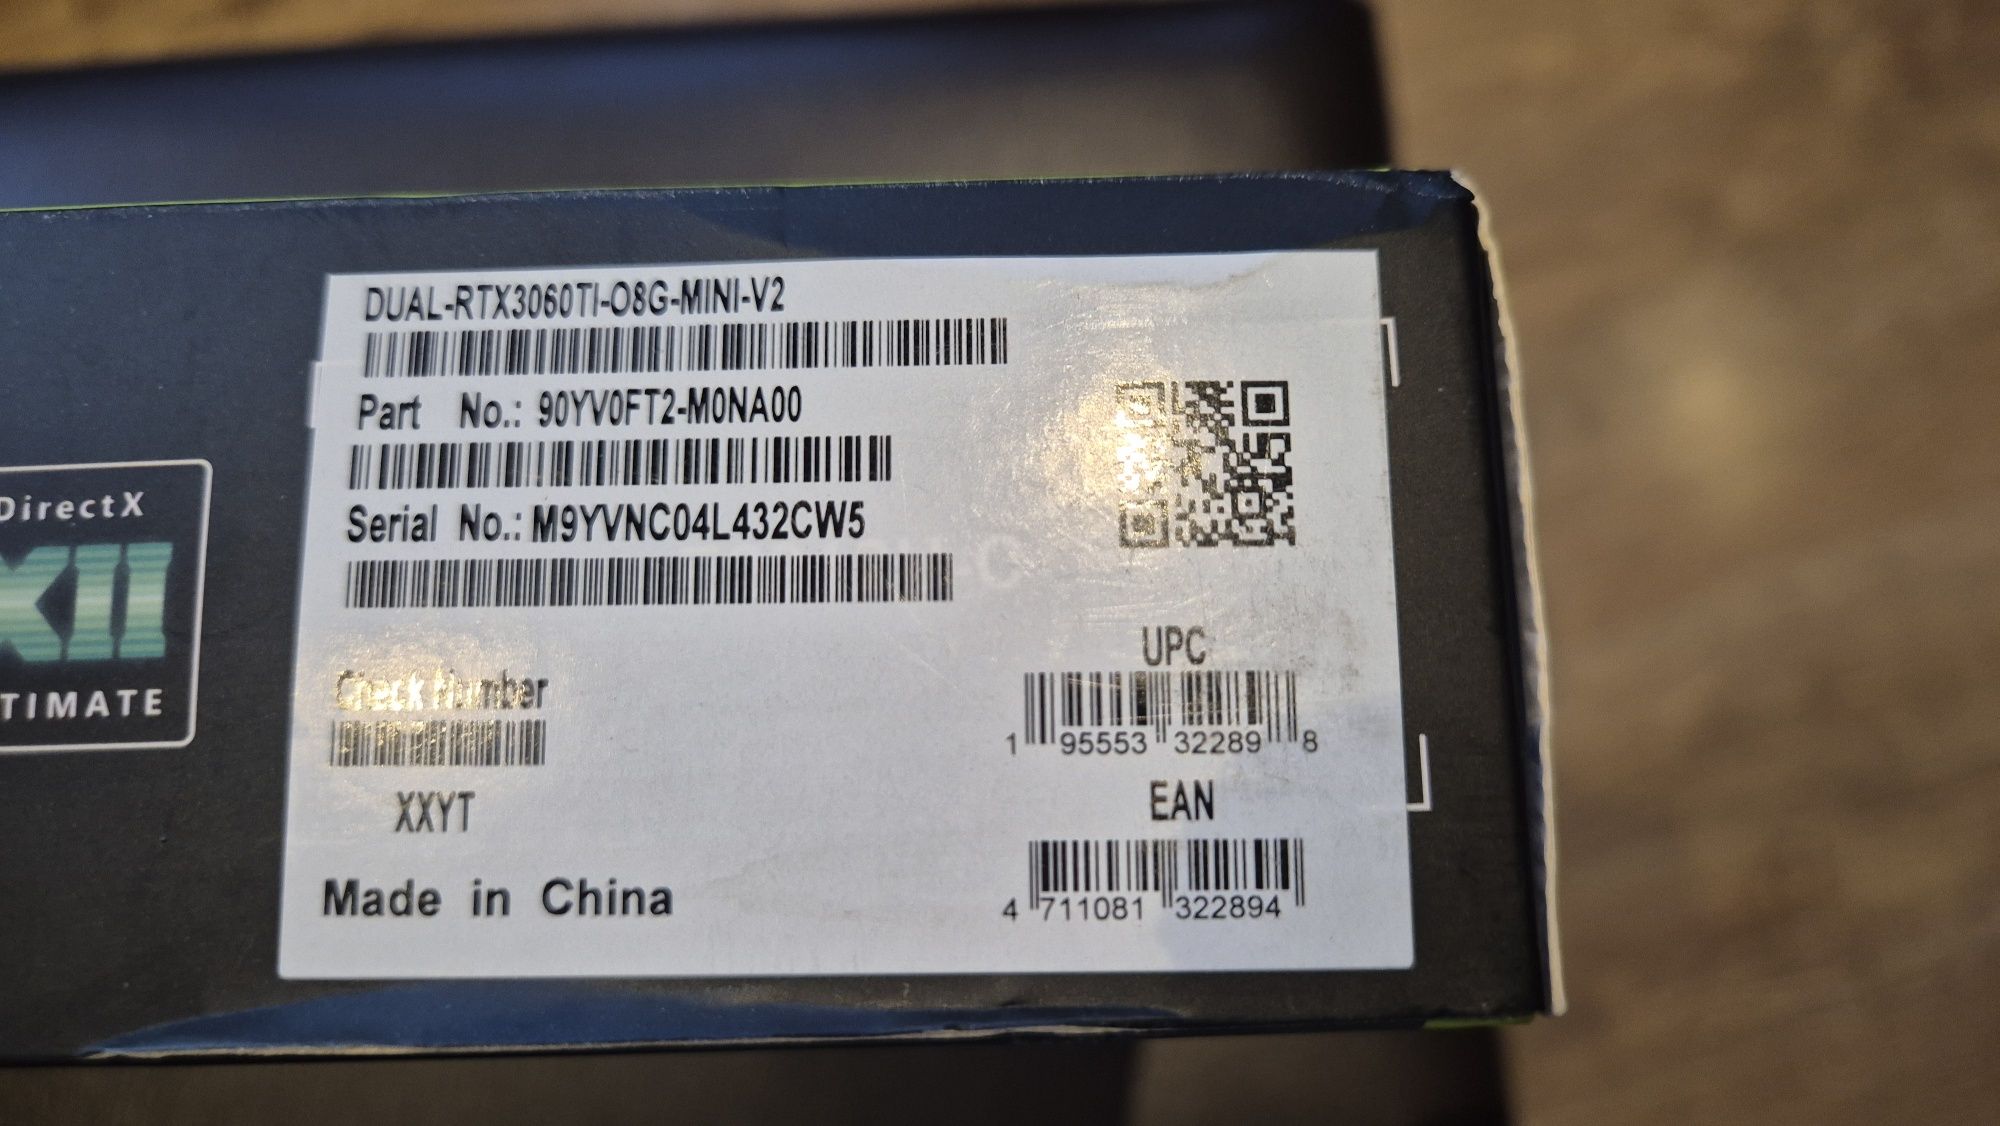 DUAL-RTX3060TI-O8G-MINI-V2
Part No.: 90YV0FT2-M0NA00
Serial No.: M9YVNC04L432CW5
Check Number
XXYT
Made in China
UPC
1 95553 32289 8
EAN
4 711081 322894
DirectX
XII
TIMATE